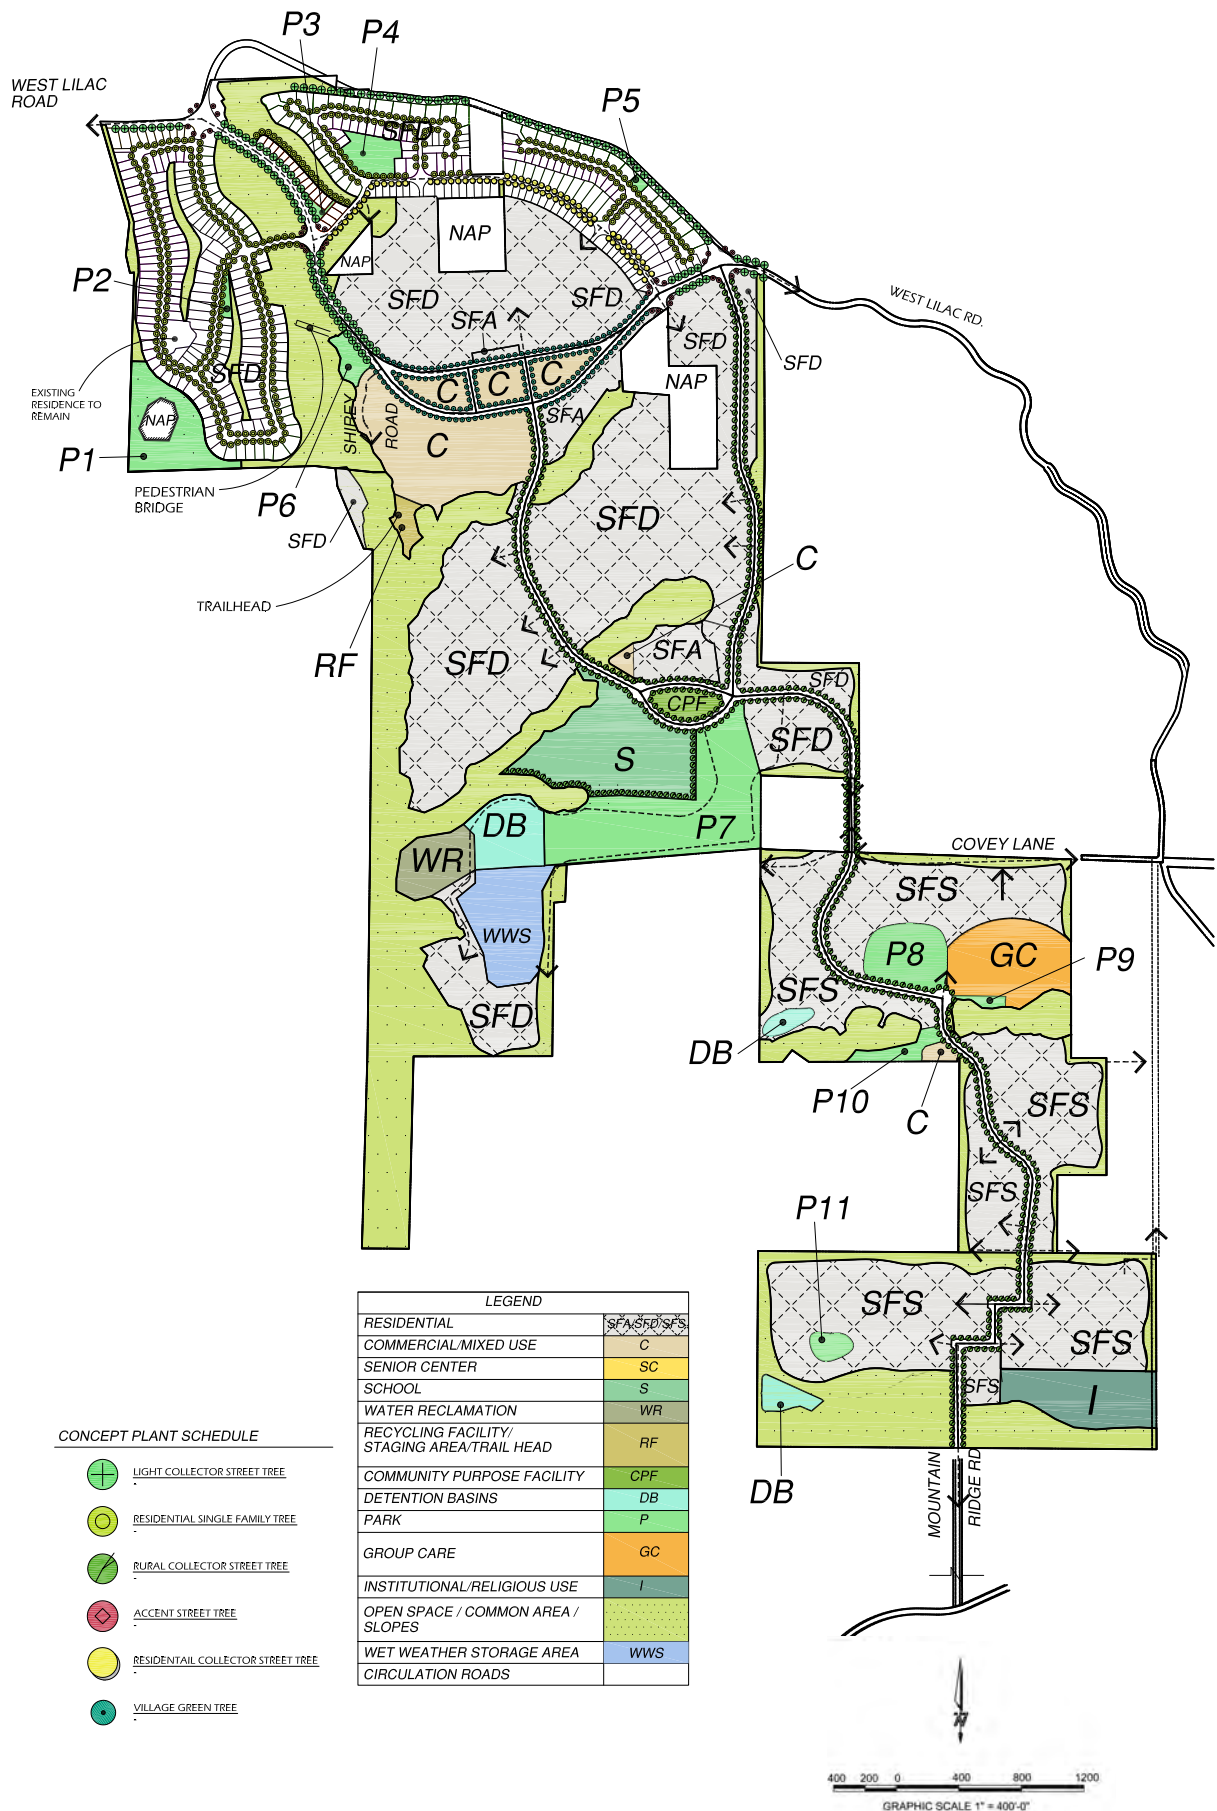 P3
P4
WEST LILAC
ROAD
P5
SFD
NAP
NAP
P2
SFD
SFD
SFA
WEST LILAC RD.
SFD
SFD
EXISTING
RESIDENCE TO
REMAIN
SFD
NAP
C
C
C
NAP
SFA
SHIREY
ROAD
C
P1
PEDESTRIAN
BRIDGE
P6
SFD
SFD
C
TRAILHEAD
RF
SFD
SFA
CPF
SFD
SFD
S
DB
P7
WR
COVEY LANE
SFS
WWS
P8
GC
P9
SFS
SFD
DB
P10
C
SFS
SFS
P11
SFS
SFS
SFS
I
DB
MOUNTAIN
RIDGE RD
LEGEND
RESIDENTIAL SFA/SFD/SFS
COMMERCIAL/MIXED USE C
SENIOR CENTER SC
SCHOOL S
WATER RECLAMATION WR
RECYCLING FACILITY/
STAGING AREA/TRAIL HEAD RF
COMMUNITY PURPOSE FACILITY CPF
DETENTION BASINS DB
PARK P
GROUP CARE GC
INSTITUTIONAL/RELIGIOUS USE I
OPEN SPACE / COMMON AREA /
SLOPES
WET WEATHER STORAGE AREA WWS
CIRCULATION ROADS
CONCEPT PLANT SCHEDULE
LIGHT COLLECTOR STREET TREE
-
RESIDENTIAL SINGLE FAMILY TREE
-
RURAL COLLECTOR STREET TREE
-
ACCENT STREET TREE
-
RESIDENTAIL COLLECTOR STREET TREE
-
VILLAGE GREEN TREE
-
400 200 0 400 800 1200
GRAPHIC SCALE 1" = 400'-0"